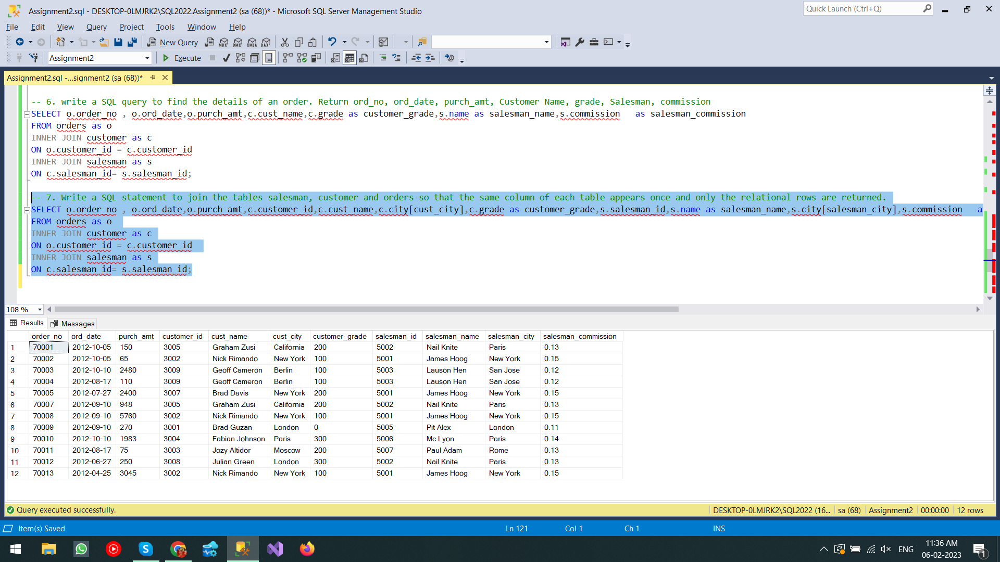 Assignment2.sql - DESKTOP-0LMJRK2\SQL2022.Assignment2 (sa (68))* - Microsoft SQL Server Management Studio
Quick Launch (Ctrl+Q)
File Edit View Query Project Tools Window Help
New Query MDX DMX XMLA DAX
Assignment2 Execute
Assignment2.sql -...signment2 (sa (68))*
-- 6. write a SQL query to find the details of an order. Return ord_no, ord_date, purch_amt, Customer Name, grade, Salesman, commission
SELECT o.order_no , o.ord_date,o.purch_amt,c.cust_name,c.grade as customer_grade,s.name as salesman_name,s.commission as salesman_commission
FROM orders as o
INNER JOIN customer as c
ON o.customer_id = c.customer_id
INNER JOIN salesman as s
ON c.salesman_id= s.salesman_id;
-- 7. Write a SQL statement to join the tables salesman, customer and orders so that the same column of each table appears once and only the relational rows are returned.
SELECT o.order_no , o.ord_date,o.purch_amt,c.customer_id,c.cust_name,c.city[cust_city],c.grade as customer_grade,s.salesman_id,s.name as salesman_name,s.city[salesman_city],s.commission a
FROM orders as o
INNER JOIN customer as c
ON o.customer_id = c.customer_id
INNER JOIN salesman as s
ON c.salesman_id= s.salesman_id;
108 %
Results Messages
order_no ord_date purch_amt customer_id cust_name cust_city customer_grade salesman_id salesman_name salesman_city salesman_commission
1 70001 2012-10-05 150 3005 Graham Zusi California 200 5002 Nail Knite Paris 0.13
2 70002 2012-10-05 65 3002 Nick Rimando New York 100 5001 James Hoog New York 0.15
3 70003 2012-10-10 2480 3009 Geoff Cameron Berlin 100 5003 Lauson Hen San Jose 0.12
4 70004 2012-08-17 110 3009 Geoff Cameron Berlin 100 5003 Lauson Hen San Jose 0.12
5 70005 2012-07-27 2400 3007 Brad Davis New York 200 5001 James Hoog New York 0.15
6 70007 2012-09-10 948 3005 Graham Zusi California 200 5002 Nail Knite Paris 0.13
7 70008 2012-09-10 5760 3002 Nick Rimando New York 100 5001 James Hoog New York 0.15
8 70009 2012-09-10 270 3001 Brad Guzan London 0 5005 Pit Alex London 0.11
9 70010 2012-10-10 1983 3004 Fabian Johnson Paris 300 5006 Mc Lyon Paris 0.14
10 70011 2012-08-17 75 3003 Jozy Altidor Moscow 200 5007 Paul Adam Rome 0.13
11 70012 2012-06-27 250 3008 Julian Green London 300 5002 Nail Knite Paris 0.13
12 70013 2012-04-25 3045 3002 Nick Rimando New York 100 5001 James Hoog New York 0.15
Query executed successfully.
DESKTOP-0LMJRK2\SQL2022 (16... sa (68) Assignment2 00:00:00 12 rows
Item(s) Saved Ln 121 Col 1 Ch 1 INS
ENG 11:36 AM
06-02-2023
1